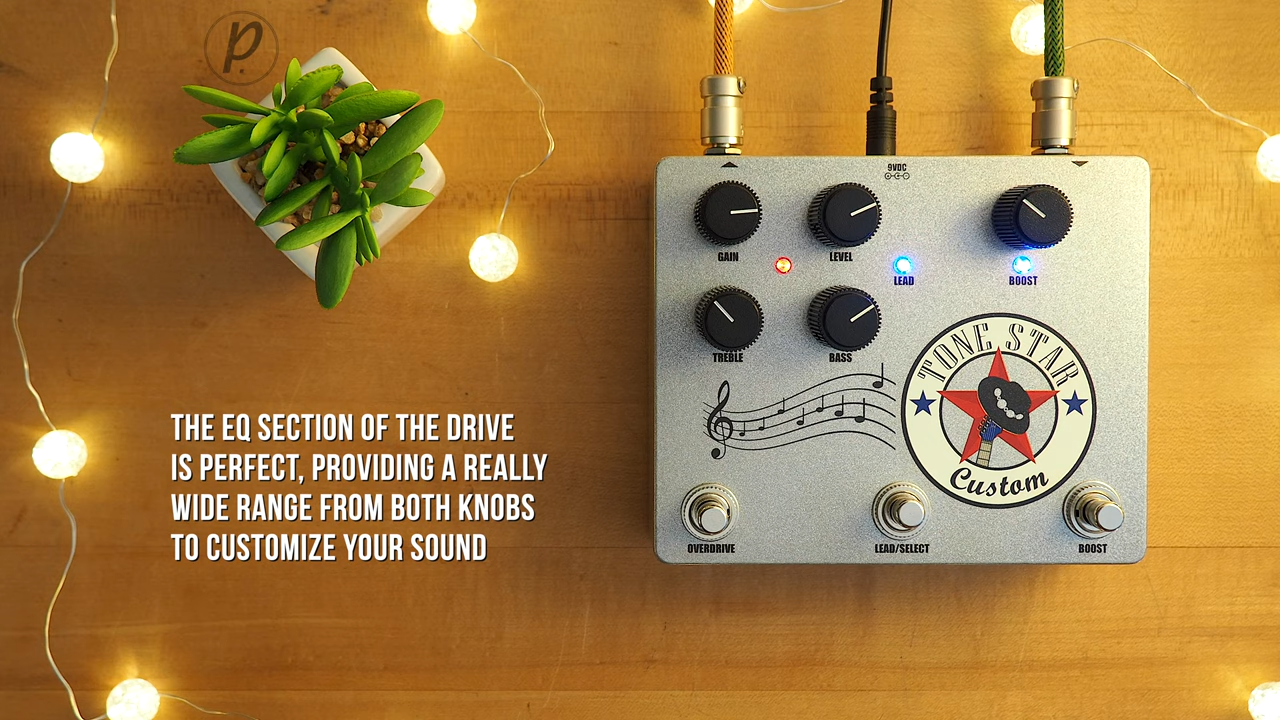 p.
THE EQ SECTION OF THE DRIVE
IS PERFECT, PROVIDING A REALLY
WIDE RANGE FROM BOTH KNOBS
TO CUSTOMIZE YOUR SOUND
9VDC
GAIN
LEVEL
LEAD
BOOST
TREBLE
BASS
TONE STAR
Custom
OVERDRIVE
LEAD/SELECT
BOOST